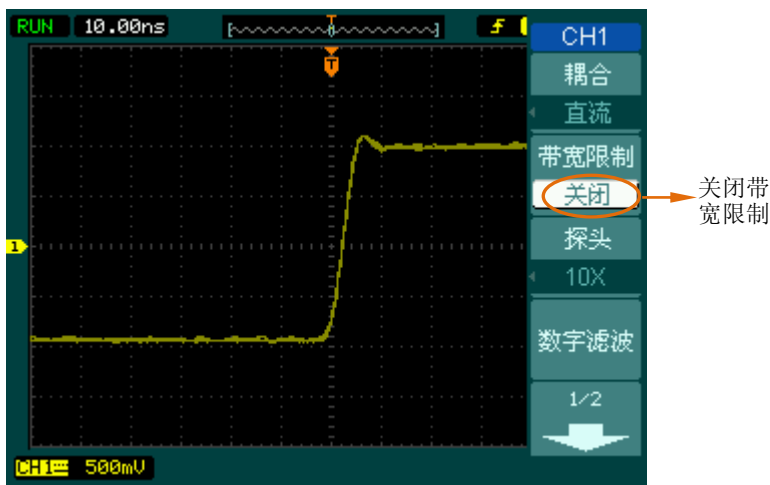 RUN 10.00ns
T
T
CH1
耦合
直流
带宽限制
关闭
关闭带
宽限制
探头
10X
1
数字滤波
1/2
CH1 500mV